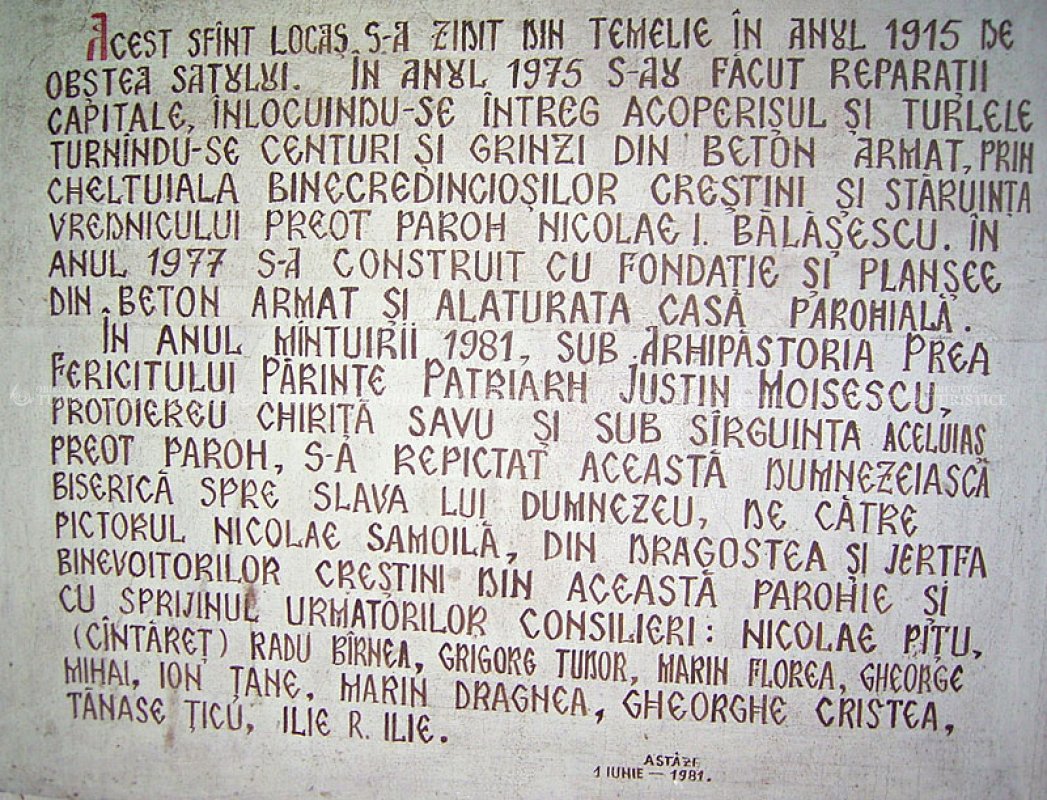 ACEST SFÎNT LOCAȘ S-A ZIDIT DIN TEMELIE ÎN ANUL 1915 DE
OBȘTEA SATULUI. ÎN ANUL 1975 S-AU FĂCUT REPARAȚII
CAPITALE, ÎNLOCUINDU-SE ÎNTREG ACOPERIȘUL ȘI TURLELE
TURNÎNDU-SE CENTURI ȘI GRINZI DIN BETON ARMAT, PRIN
CHELTUIALA BINECREDINCIOȘILOR CREȘTINI ȘI STĂRUINȚA
VREDNICULUI PREOT PAROH NICOLAE I. BĂLĂȘESCU. ÎN
ANUL 1977 S-A CONSTRUIT CU FONDAȚIE ȘI PLANȘEE
DIN BETON ARMAT ȘI ALATURATA CASĂ PAROHIALĂ.
ÎN ANUL MÎNTUIRII 1981, SUB ARHIPĂSTORIA PREA
FERICITULUI PĂRINTE PATRIARH JUSTIN MOISESCU,
PROTOIEREU CHIRIȚĂ SAVU ȘI SUB SÎRGUINȚA ACELUIAȘ
PREOT PAROH, S-A REPICTAT ACEASTĂ DUMNEZEIASCĂ
BISERICĂ SPRE SLAVA LUI DUMNEZEU, DE CĂTRE
PICTORUL NICOLAE SAMOILĂ, DIN DRAGOSTEA ȘI JERTFA
BINEVOITORILOR CREȘTINI DIN ACEASTĂ PAROHIE ȘI
CU SPRIJINUL URMĂTORILOR CONSILIERI: NICOLAE PIȚU,
(CÎNTĂREȚ) RADU BÎRNEA, GRIGORE TUDOR, MARIN FLOREA, GHEORGE
MIHAI, ION ȚANE, MARIN DRAGNEA, GHEORGHE CRISTEA,
TĂNASE ȚICU, ILIE R. ILIE.
ASTĂZI
1 IUNIE — 1981.